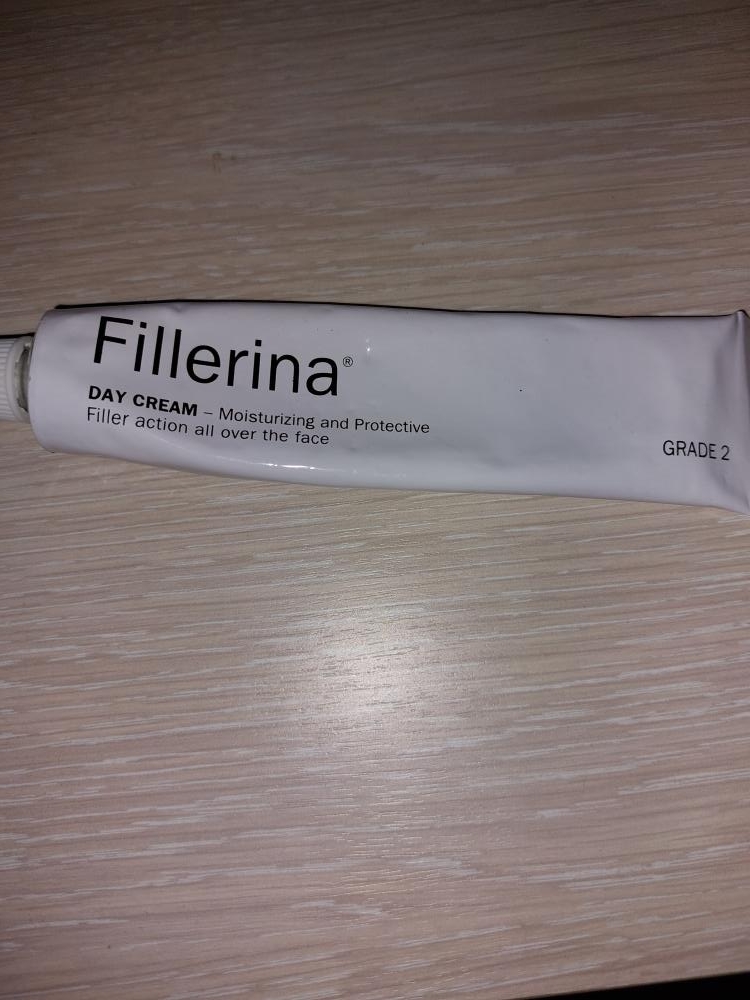 Fillerina®
DAY CREAM – Moisturizing and Protective
Filler action all over the face
GRADE 2